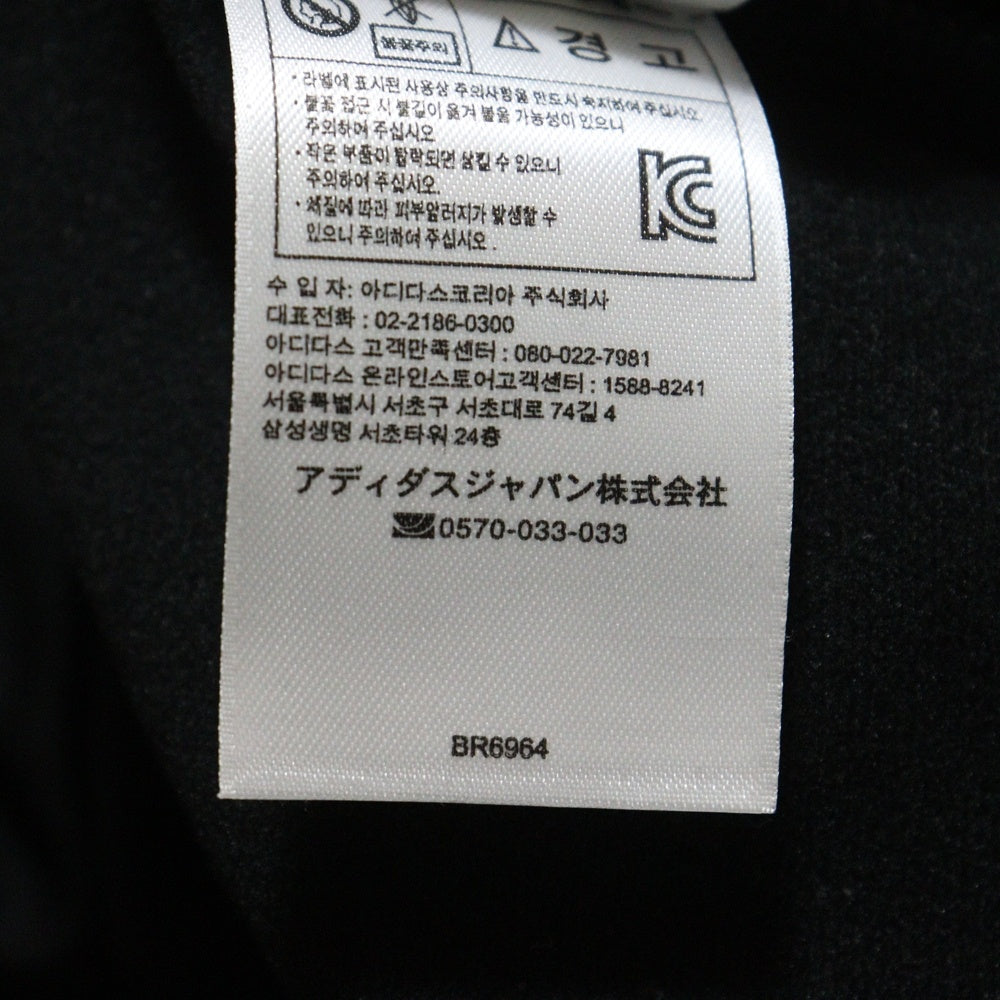 불꽃주의
⚠ 경 고
· 라벨에 표시된 사용상 주의사항을 반드시 숙지하여 주십시오.
· 불꽃 접근 시 불길이 옮겨 붙을 가능성이 있으니
주의하여 주십시오
· 작은 부품이 탈락되면 삼킬 수 있으니
주의하여 주십시오.
· 체질에 따라 피부알러지가 발생할 수
있으니 주의하여 주십시오 .
KC
수 입 자: 아디다스코리아 주식회사
대표전화 : 02-2186-0300
아디다스 고객만족센터 : 080-022-7981
아디다스 온라인스토어고객센터 : 1588-8241
서울특별시 서초구 서초대로 74길 4
삼성생명 서초타워 24층
アディダスジャパン株式会社
0570-033-033
BR6964